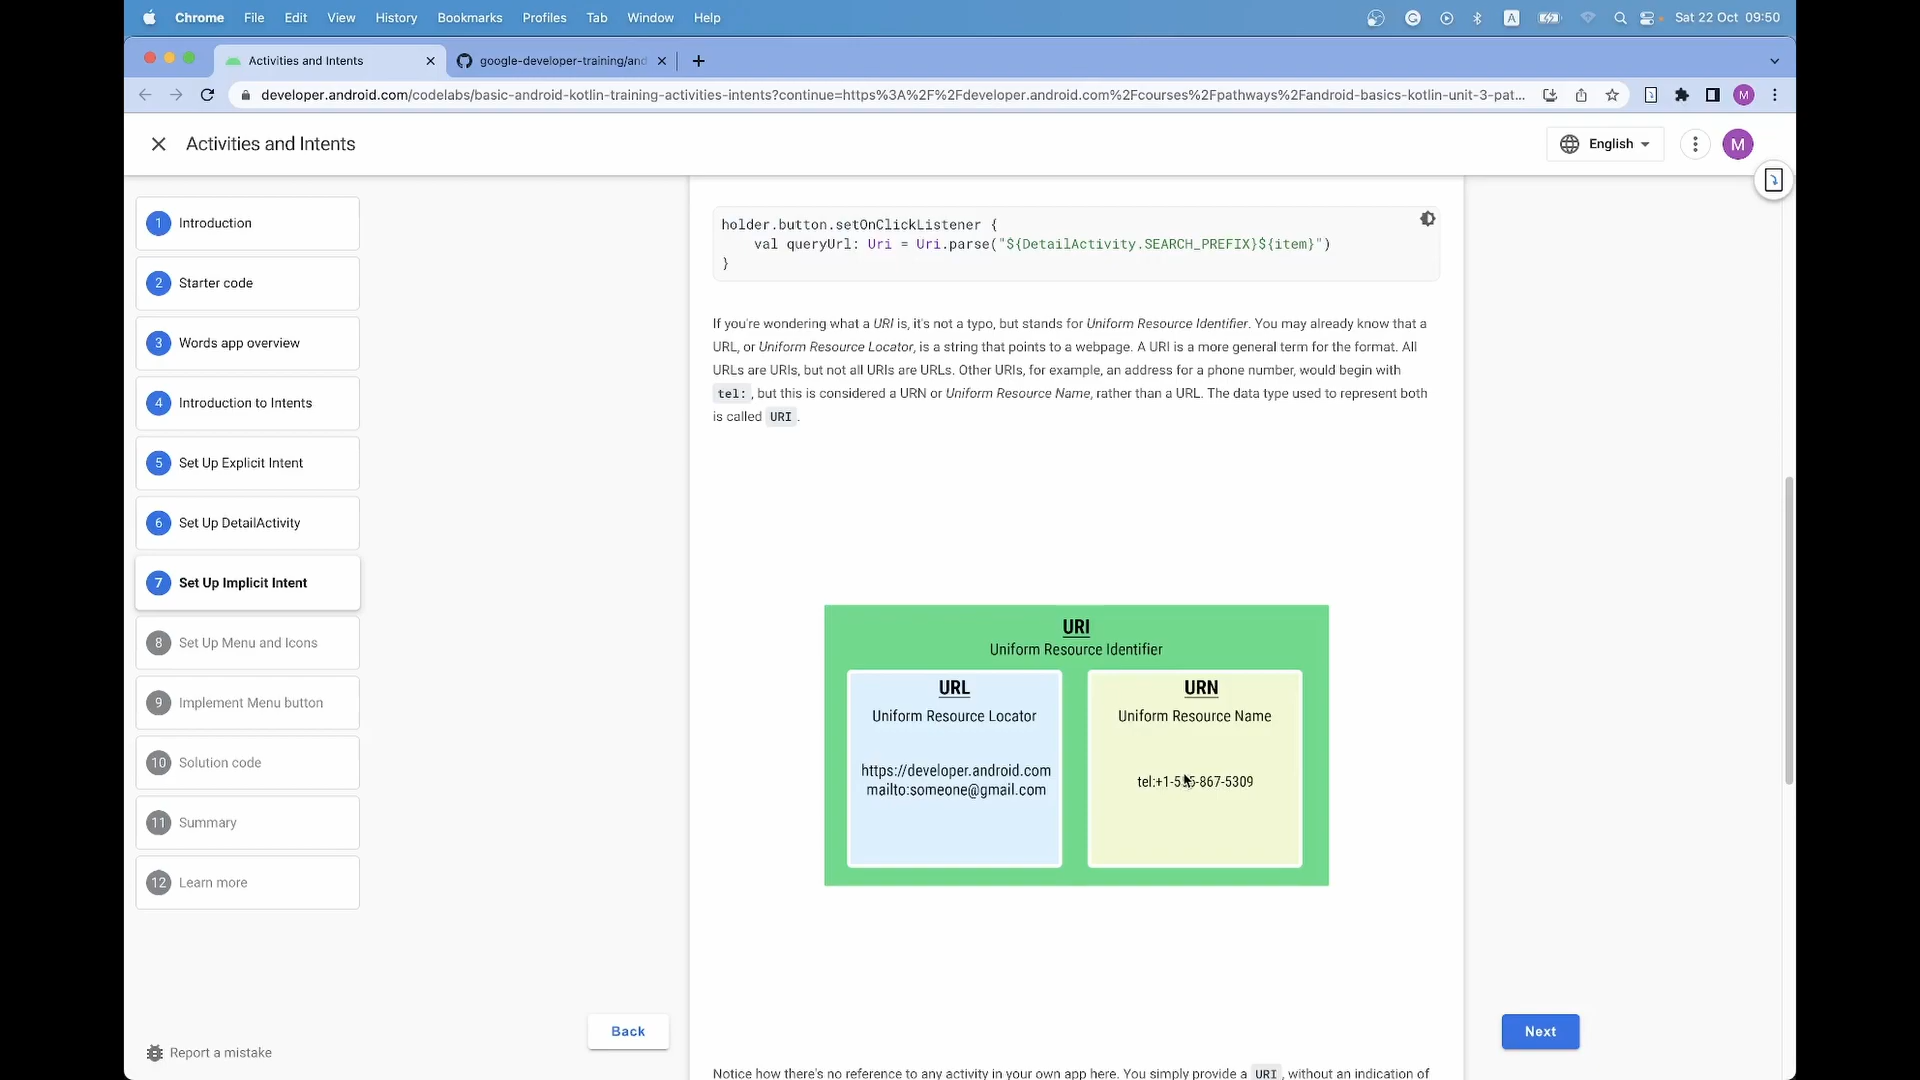 Chrome File Edit View History Bookmarks Profiles Tab Window Help A Sat 22 Oct 09:50
Activities and Intents google-developer-training/and
developer.android.com/codelabs/basic-android-kotlin-training-activities-intents?continue=https%3A%2F%2Fdeveloper.android.com%2Fcourses%2Fpathways%2Fandroid-basics-kotlin-unit-3-pat... M
Activities and Intents English M
1 Introduction
2 Starter code
3 Words app overview
4 Introduction to Intents
5 Set Up Explicit Intent
6 Set Up DetailActivity
7 Set Up Implicit Intent
8 Set Up Menu and Icons
9 Implement Menu button
10 Solution code
11 Summary
12 Learn more
Report a mistake
holder.button.setOnClickListener {
val queryUrl: Uri = Uri.parse("${DetailActivity.SEARCH_PREFIX}${item}")
}
If you're wondering what a URI is, it's not a typo, but stands for Uniform Resource Identifier. You may already know that a
URL, or Uniform Resource Locator, is a string that points to a webpage. A URI is a more general term for the format. All
URLs are URIs, but not all URIs are URLs. Other URIs, for example, an address for a phone number, would begin with
tel: , but this is considered a URN or Uniform Resource Name, rather than a URL. The data type used to represent both
is called URI .
URI
Uniform Resource Identifier
URL
Uniform Resource Locator
https://developer.android.com
mailto:someone@gmail.com
URN
Uniform Resource Name
Back
Next
Notice how there's no reference to any activity in your own app here. You simply provide a URI , without an indication of